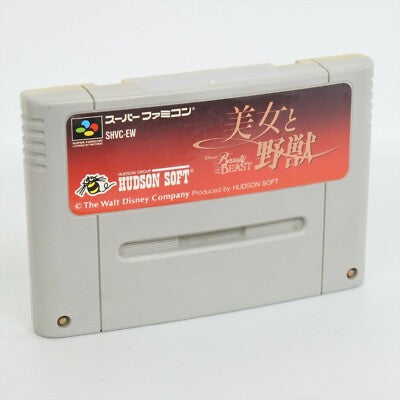 スーパーファミコン
SHVC-EW
美女と
野獣
Disney's Beauty
AND THE BEAST
HUDSON GROUP
HUDSON SOFT
© The Walt Disney Company Produced by HUDSON SOFT